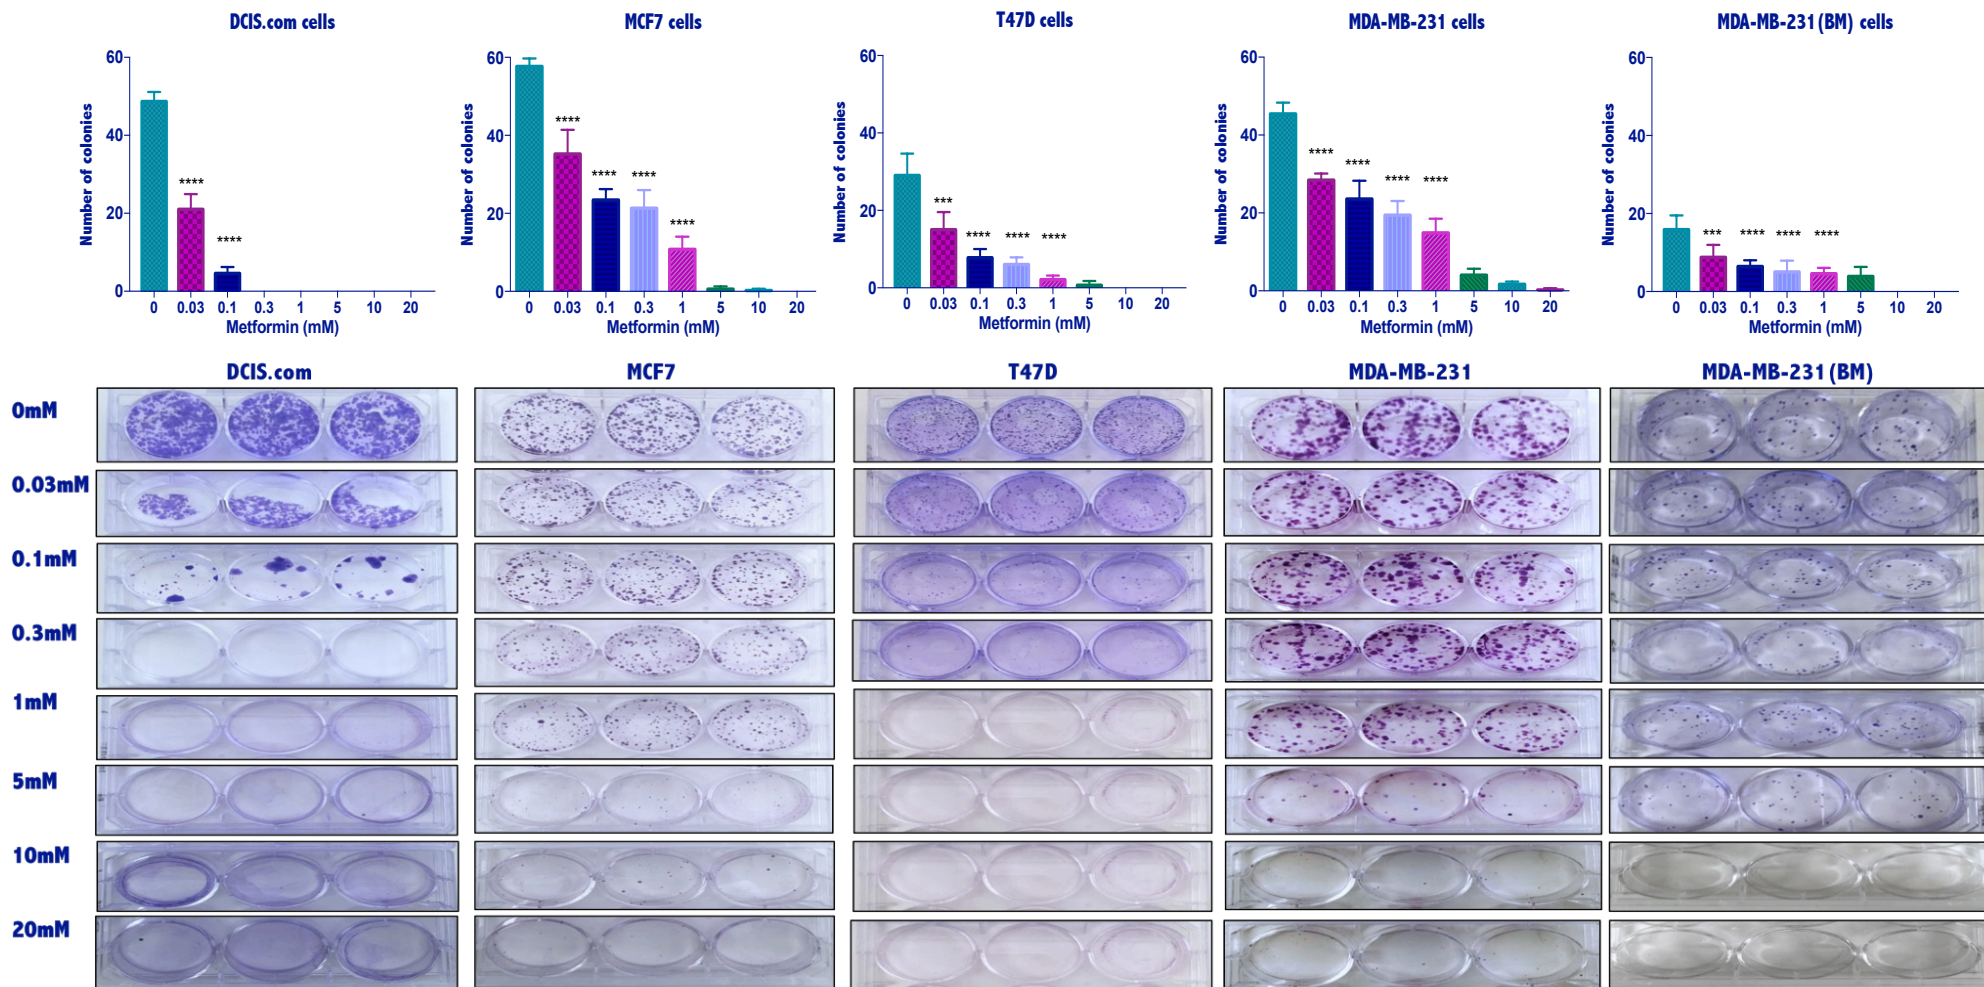 DCIS.com cells
60
40
20
0
Number of colonies
****
****
0 0.03 0.1 0.3 1 5 10 20
Metformin (mM)
MCF7 cells
60
40
20
0
Number of colonies
****
**** ****
****
0 0.03 0.1 0.3 1 5 10 20
Metformin (mM)
T47D cells
60
40
20
0
Number of colonies
***
**** **** ****
0 0.03 0.1 0.3 1 5 10 20
Metformin (mM)
MDA-MB-231 cells
60
40
20
0
Number of colonies
**** ****
**** ****
0 0.03 0.1 0.3 1 5 10 20
Metformin (mM)
MDA-MB-231(BM) cells
60
40
20
0
Number of colonies
*** **** **** ****
0 0.03 0.1 0.3 1 5 10 20
Metformin (mM)
DCIS.com MCF7 T47D MDA-MB-231 MDA-MB-231(BM)
0mM
0.03mM
0.1mM
0.3mM
1mM
5mM
10mM
20mM